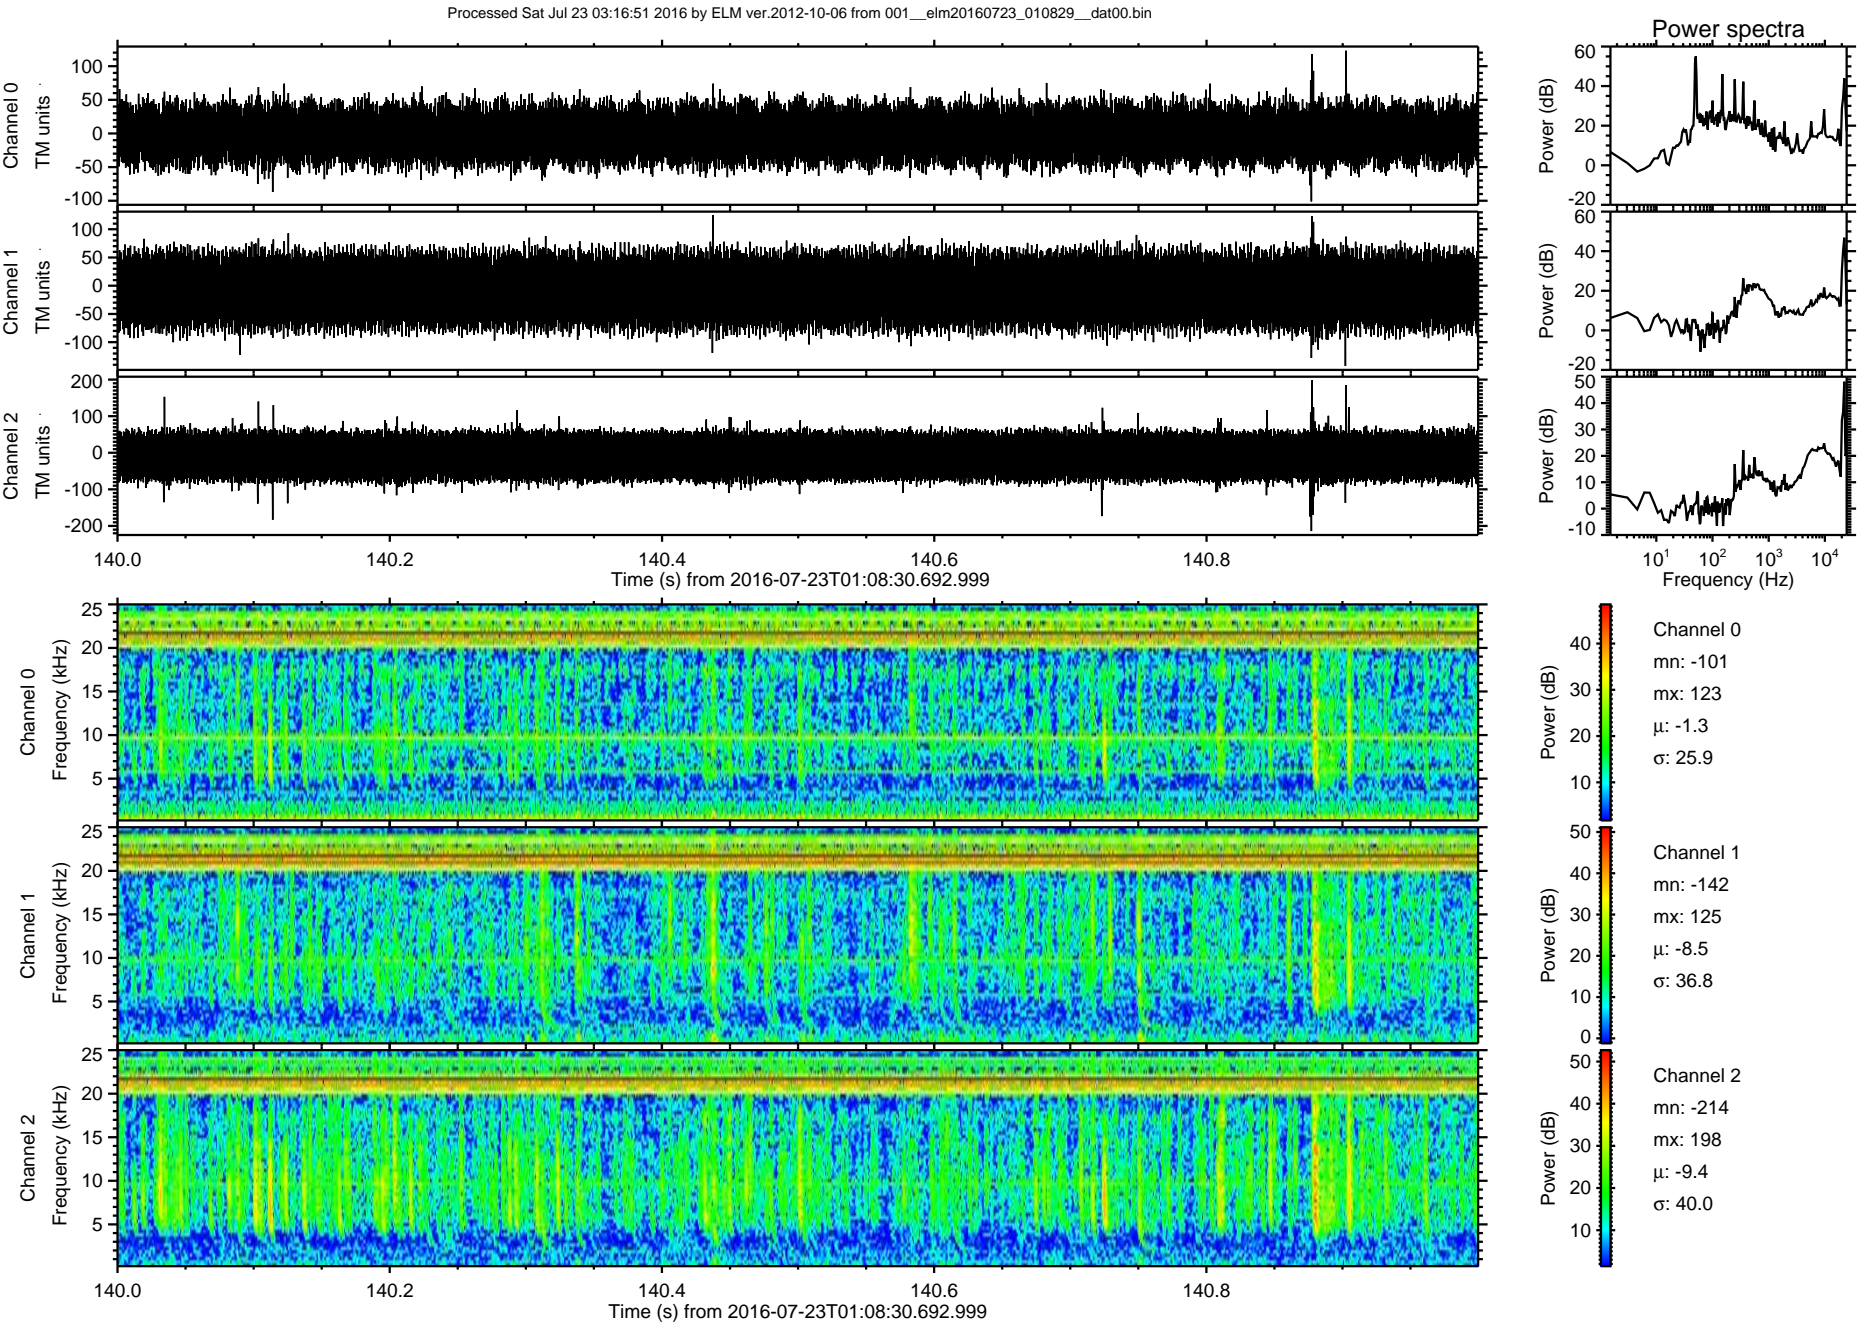 Processed Sat Jul 23 03:16:51 2016 by ELM ver.2012-10-06 from 001__elm20160723_010829__dat00.bin
Power spectra
Channel 0
TM units
100
50
0
-50
-100
Power (dB)
60
40
20
0
-20
Channel 1
TM units
100
50
0
-50
-100
Power (dB)
60
40
20
0
-20
Channel 2
TM units
200
100
0
-100
-200
Power (dB)
50
40
30
20
10
0
-10
140.0 140.2 140.4 140.6 140.8
Time (s) from 2016-07-23T01:08:30.692.999
10^1 10^2 10^3 10^4
Frequency (Hz)
Channel 0
Frequency (kHz)
25
20
15
10
5
Power (dB)
40
30
20
10
Channel 0
mn: -101
mx: 123
μ: -1.3
σ: 25.9
Channel 1
Frequency (kHz)
25
20
15
10
5
Power (dB)
50
40
30
20
10
0
Channel 1
mn: -142
mx: 125
μ: -8.5
σ: 36.8
Channel 2
Frequency (kHz)
25
20
15
10
5
Power (dB)
50
40
30
20
10
Channel 2
mn: -214
mx: 198
μ: -9.4
σ: 40.0
140.0 140.2 140.4 140.6 140.8
Time (s) from 2016-07-23T01:08:30.692.999